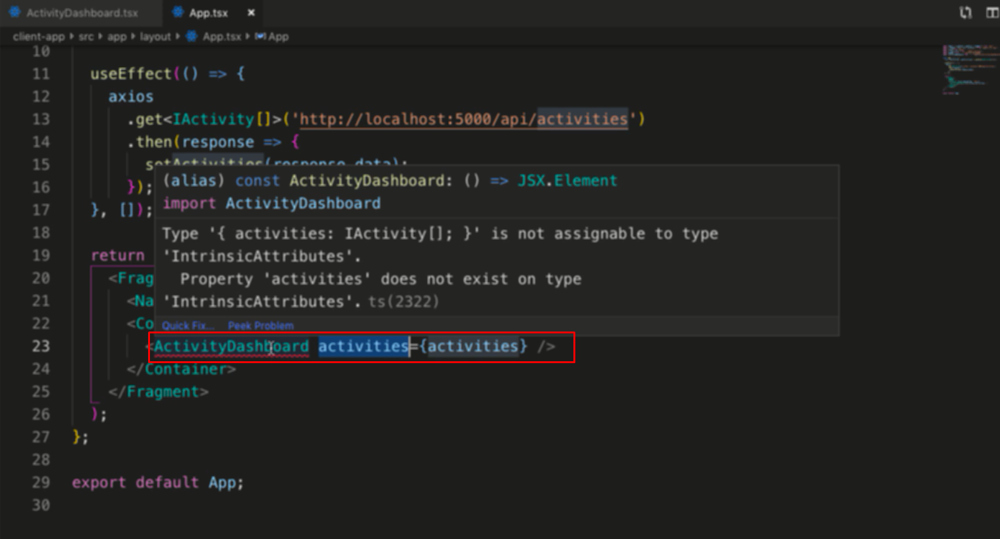 ActivityDashboard.tsx App.tsx ×
client-app src app layout App.tsx App
10
11 useEffect(() => {
12 axios
13 .get<IActivity[]>('http://localhost:5000/api/activities')
14 .then(response => {
15 setActivities(response.data);
16 });
17 }, []);
18
19 return
20 <Frag
21 <Na
22 <Co
(alias) const ActivityDashboard: () => JSX.Element
import ActivityDashboard
Type '{ activities: IActivity[]; }' is not assignable to type
'IntrinsicAttributes'.
Property 'activities' does not exist on type
'IntrinsicAttributes'. ts(2322)
Quick Fix... Peek Problem
23 <ActivityDashboard activities={activities} />
24 </Container>
25 </Fragment>
26 );
27 };
28
29 export default App;
30